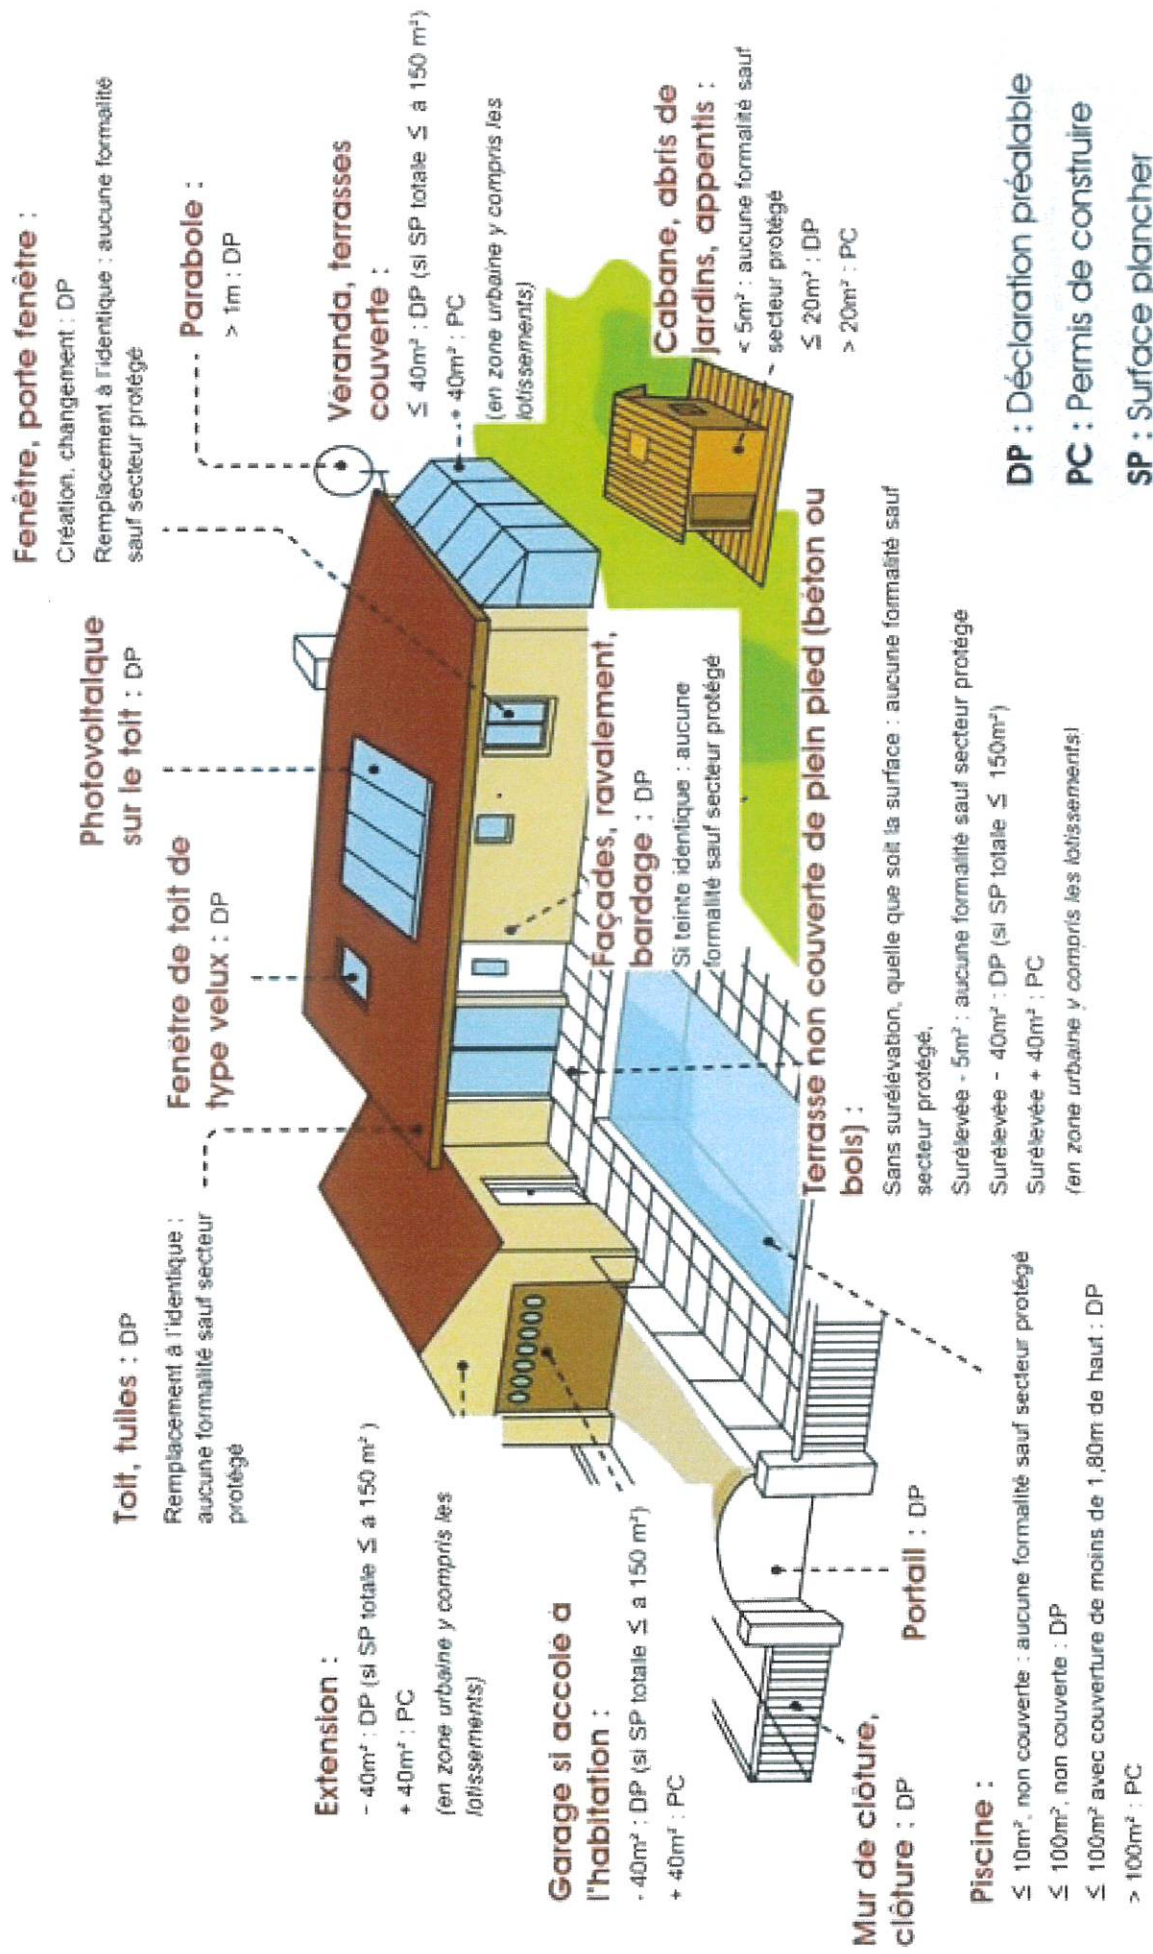 Fenêtre, porte fenêtre :
Création, changement : DP
Remplacement à l'identique : aucune formalité
sauf secteur protégé
Parabole :
> 1m : DP
Véranda, terrasses
couverte :
≤ 40m² : DP (si SP totale ≤ à 150 m²)
+ 40m² : PC
(en zone urbaine y compris les
lotissements)
Cabane, abris de
jardins, appentis :
< 5m² : aucune formalité sauf
secteur protégé
≤ 20m² : DP
> 20m² : PC
Photovoltaïque
sur le toit : DP
Fenêtre de toit de
type velux : DP
Toit, tuiles : DP
Remplacement à l'identique :
aucune formalité sauf secteur
protégé
Façades, ravalement,
bardage : DP
Si teinte identique : aucune
formalité sauf secteur protégé
Extension :
- 40m² : DP (si SP totale ≤ à 150 m²)
+ 40m² : PC
(en zone urbaine y compris les
lotissements)
Garage si accolé à
l'habitation :
- 40m² : DP (si SP totale ≤ à 150 m²)
+ 40m² : PC
Terrasse non couverte de plein pied (béton ou
bois) :
Sans surélévation, quelle que soit la surface : aucune formalité sauf
secteur protégé.
Surélevée - 5m² : aucune formalité sauf secteur protégé
Surélevée - 40m² : DP (si SP totale ≤ 150m²)
Surélevée + 40m² : PC
(en zone urbaine y compris les lotissements)
Portail : DP
Mur de clôture,
clôture : DP
Piscine :
≤ 10m², non couverte : aucune formalité sauf secteur protégé
≤ 100m², non couverte : DP
≤ 100m² avec couverture de moins de 1,80m de haut : DP
> 100m² : PC
DP : Déclaration préalable
PC : Permis de construire
SP : Surface plancher